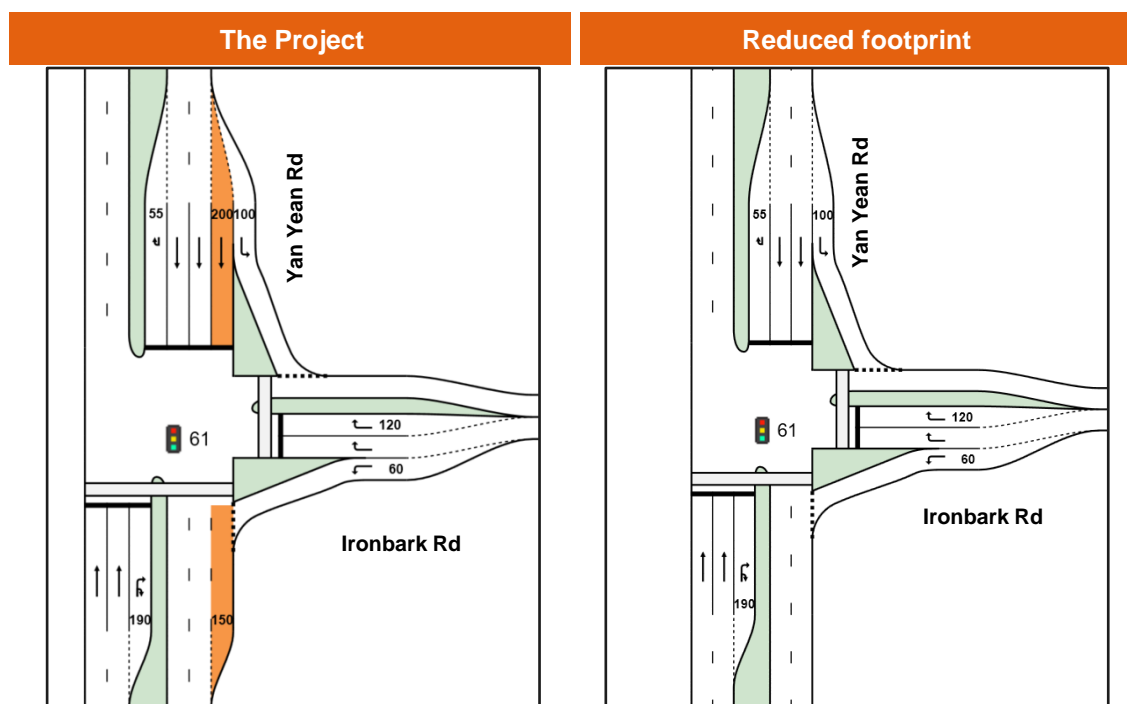 The Project
Reduced footprint
55
200
100
Yan Yean Rd
120
60
61
Ironbark Rd
190
150
55
100
Yan Yean Rd
120
60
61
Ironbark Rd
190